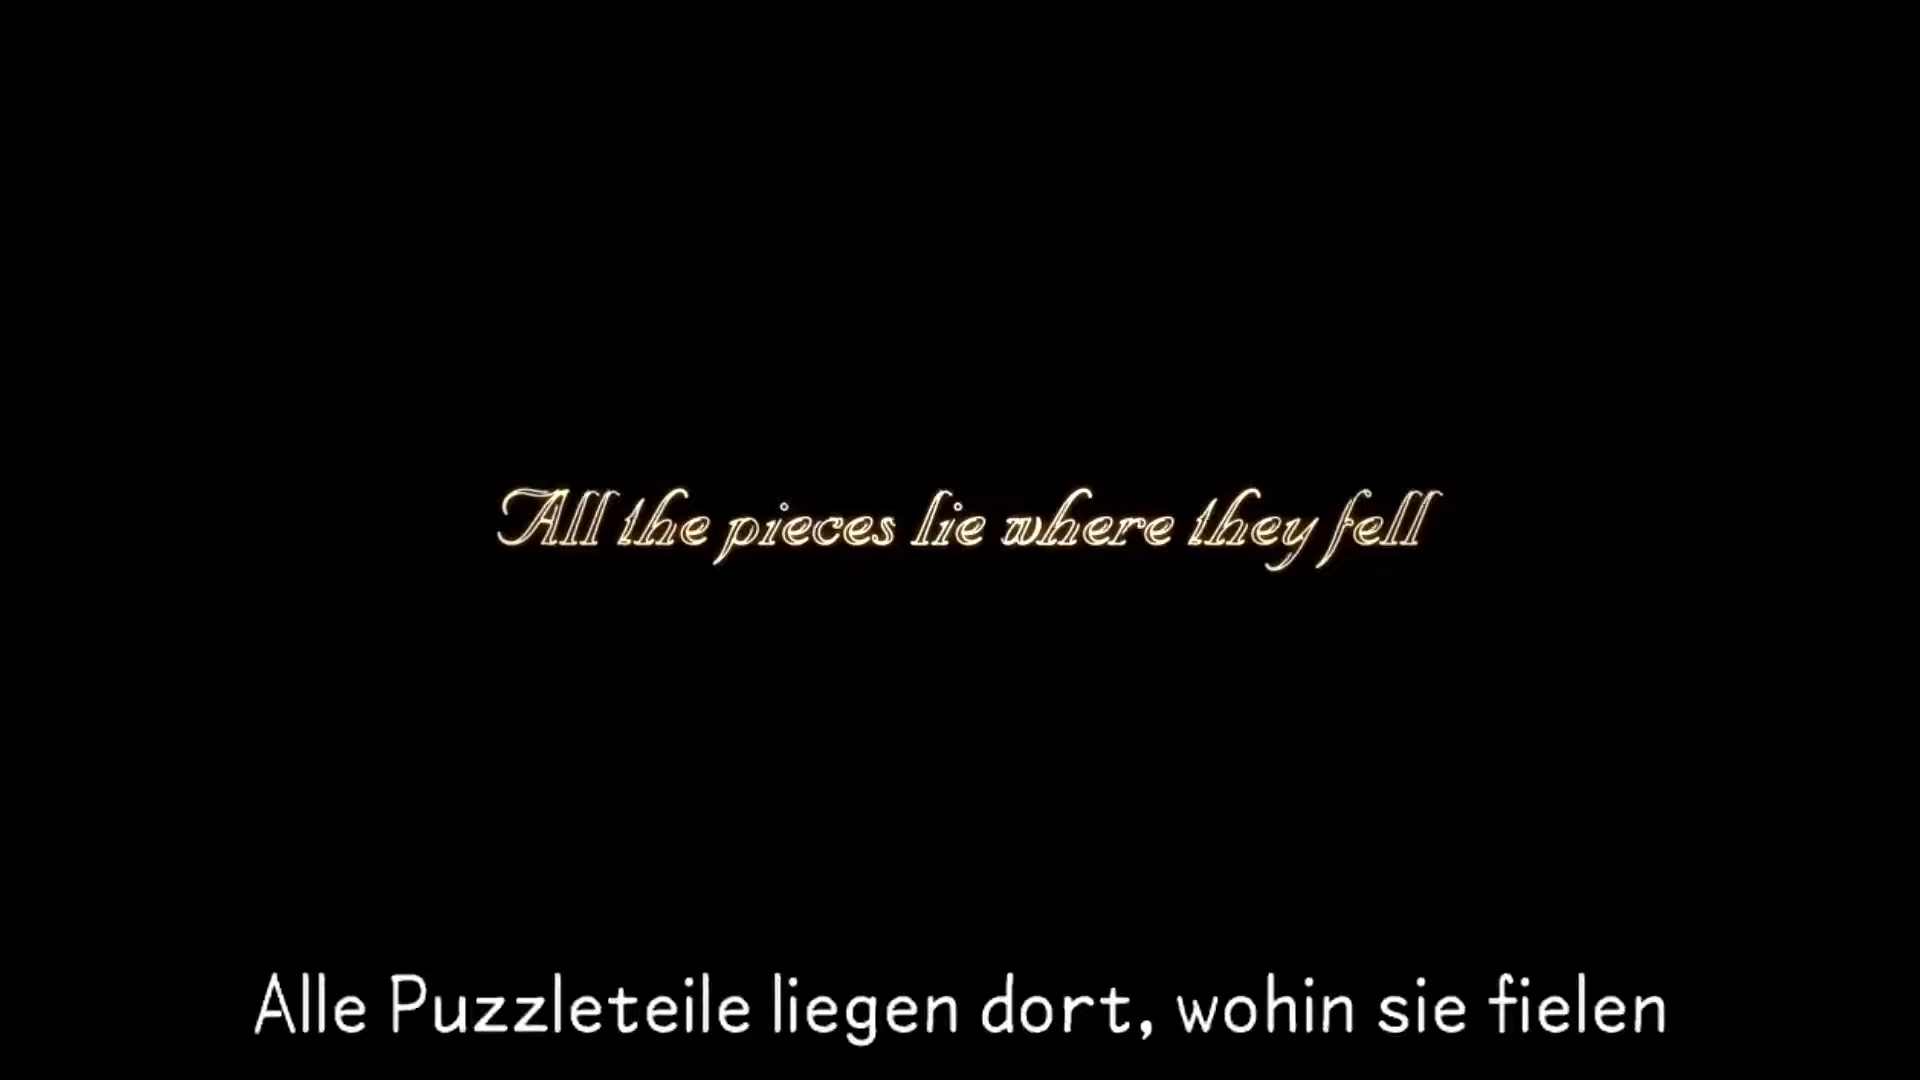 All the pieces lie where they fell
Alle Puzzleteile liegen dort, wohin sie fielen